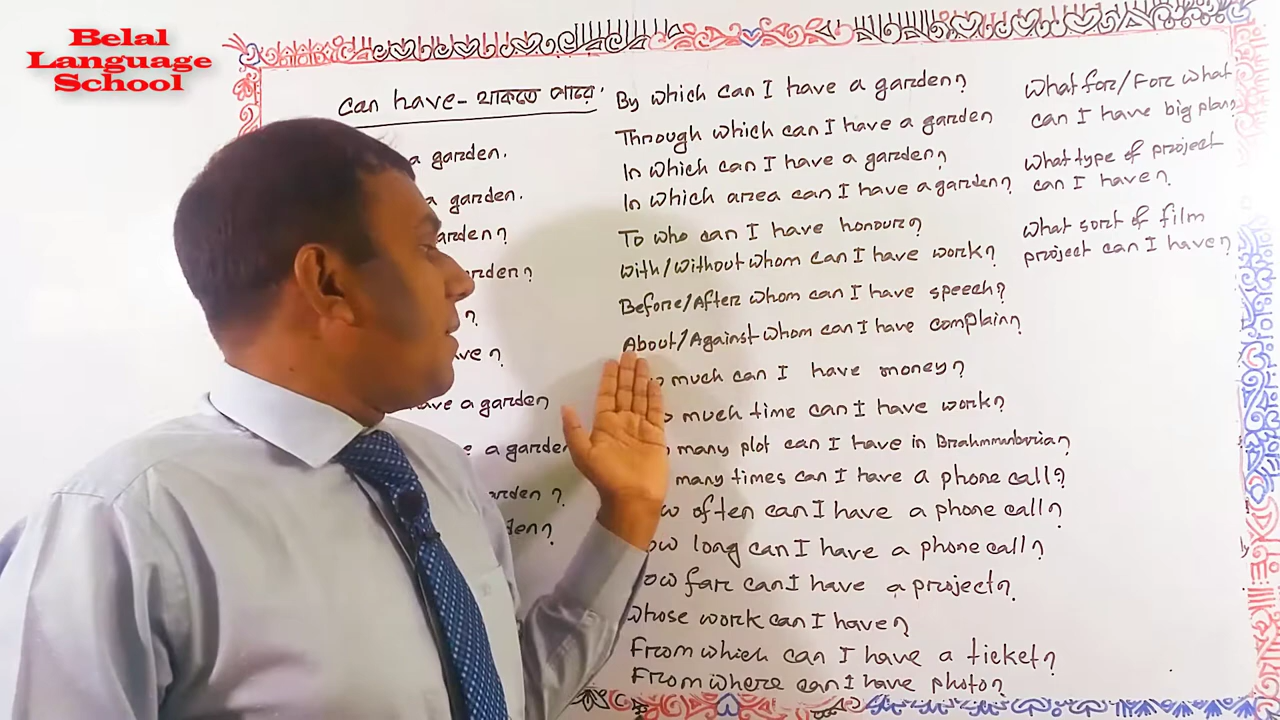 Belal
Language
School
Can have - থাকতে পারে.
a garden.
a garden.
arden?
rden?
?
ve?
ave a garden
e a garden
arden?
den?
By which can I have a garden?
Through which can I have a garden
In which can I have a garden?
In which area can I have a garden?
To who can I have honour?
With/Without whom can I have work?
Before/After whom can I have speech?
About/Against whom can I have complain?
much can I have money?
much time can I have work?
many plot can I have in Brahmmanbaria?
many times can I have a phone call?
w often can I have a phone call?
ow long can I have a phone call?
ow far can I have a project?
Whose work can I have?
From which can I have a ticket?
From where can I have photo?
What for/For what
can I have big plan?
What type of project
can I have?
What sort of film
project can I have?